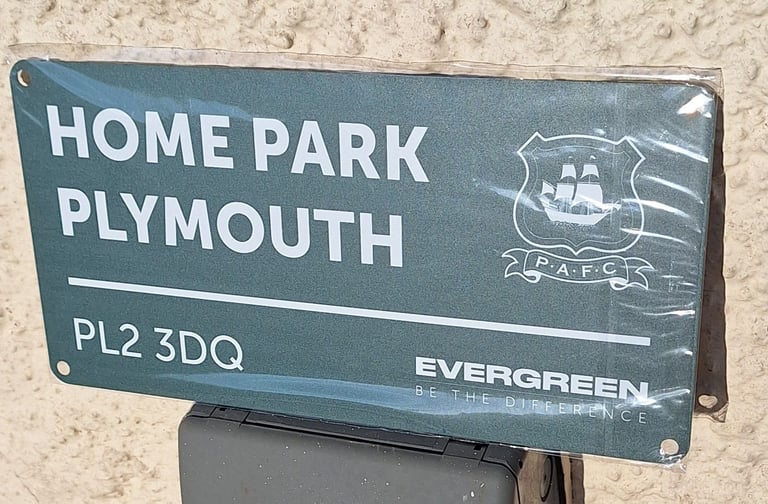 HOME PARK
PLYMOUTH
P·A·F·C
PL2 3DQ
EVERGREEN
BE THE DIFFERENCE